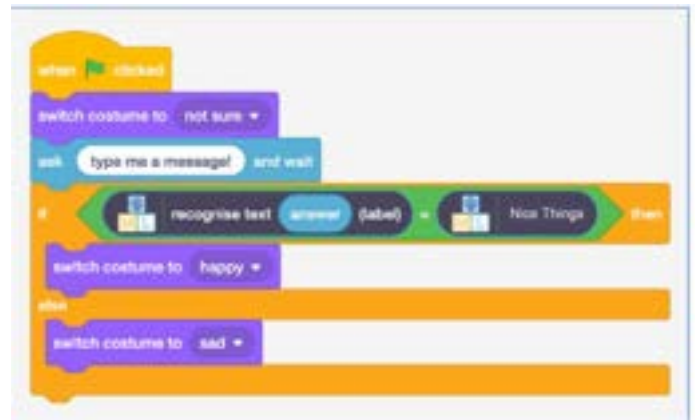 when clicked
switch costume to not sure
ask type me a message! and wait
if recognise text answer (label) = Nice Things then
switch costume to happy
else
switch costume to sad